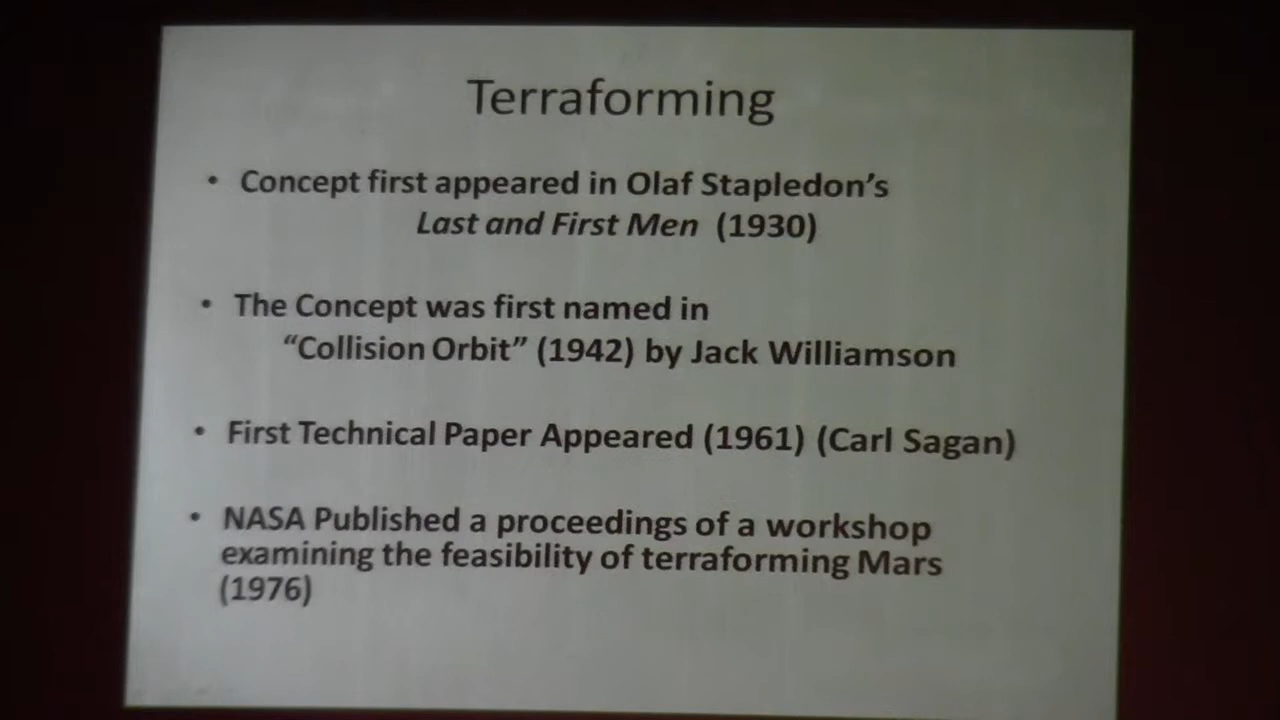 Terraforming
• Concept first appeared in Olaf Stapledon’s
Last and First Men (1930)
• The Concept was first named in
“Collision Orbit” (1942) by Jack Williamson
• First Technical Paper Appeared (1961) (Carl Sagan)
• NASA Published a proceedings of a workshop
examining the feasibility of terraforming Mars
(1976)